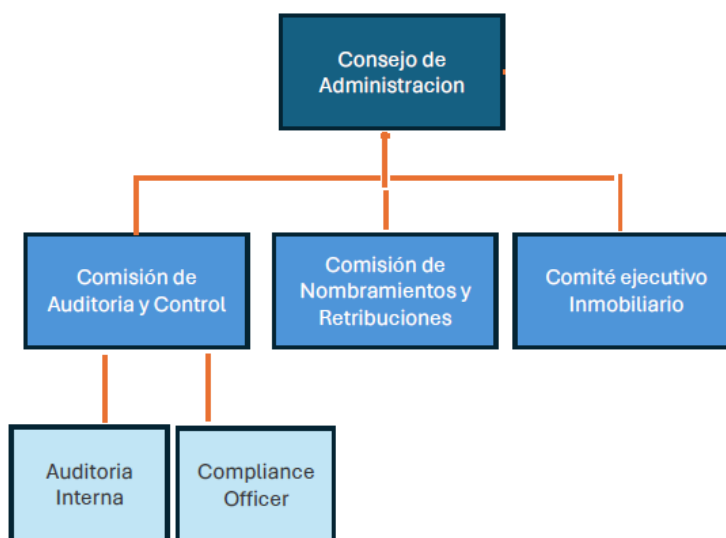 Consejo de
Administracion
Comisión de
Auditoria y Control
Comisión de
Nombramientos y
Retribuciones
Comité ejecutivo
Inmobiliario
Auditoria
Interna
Compliance
Officer